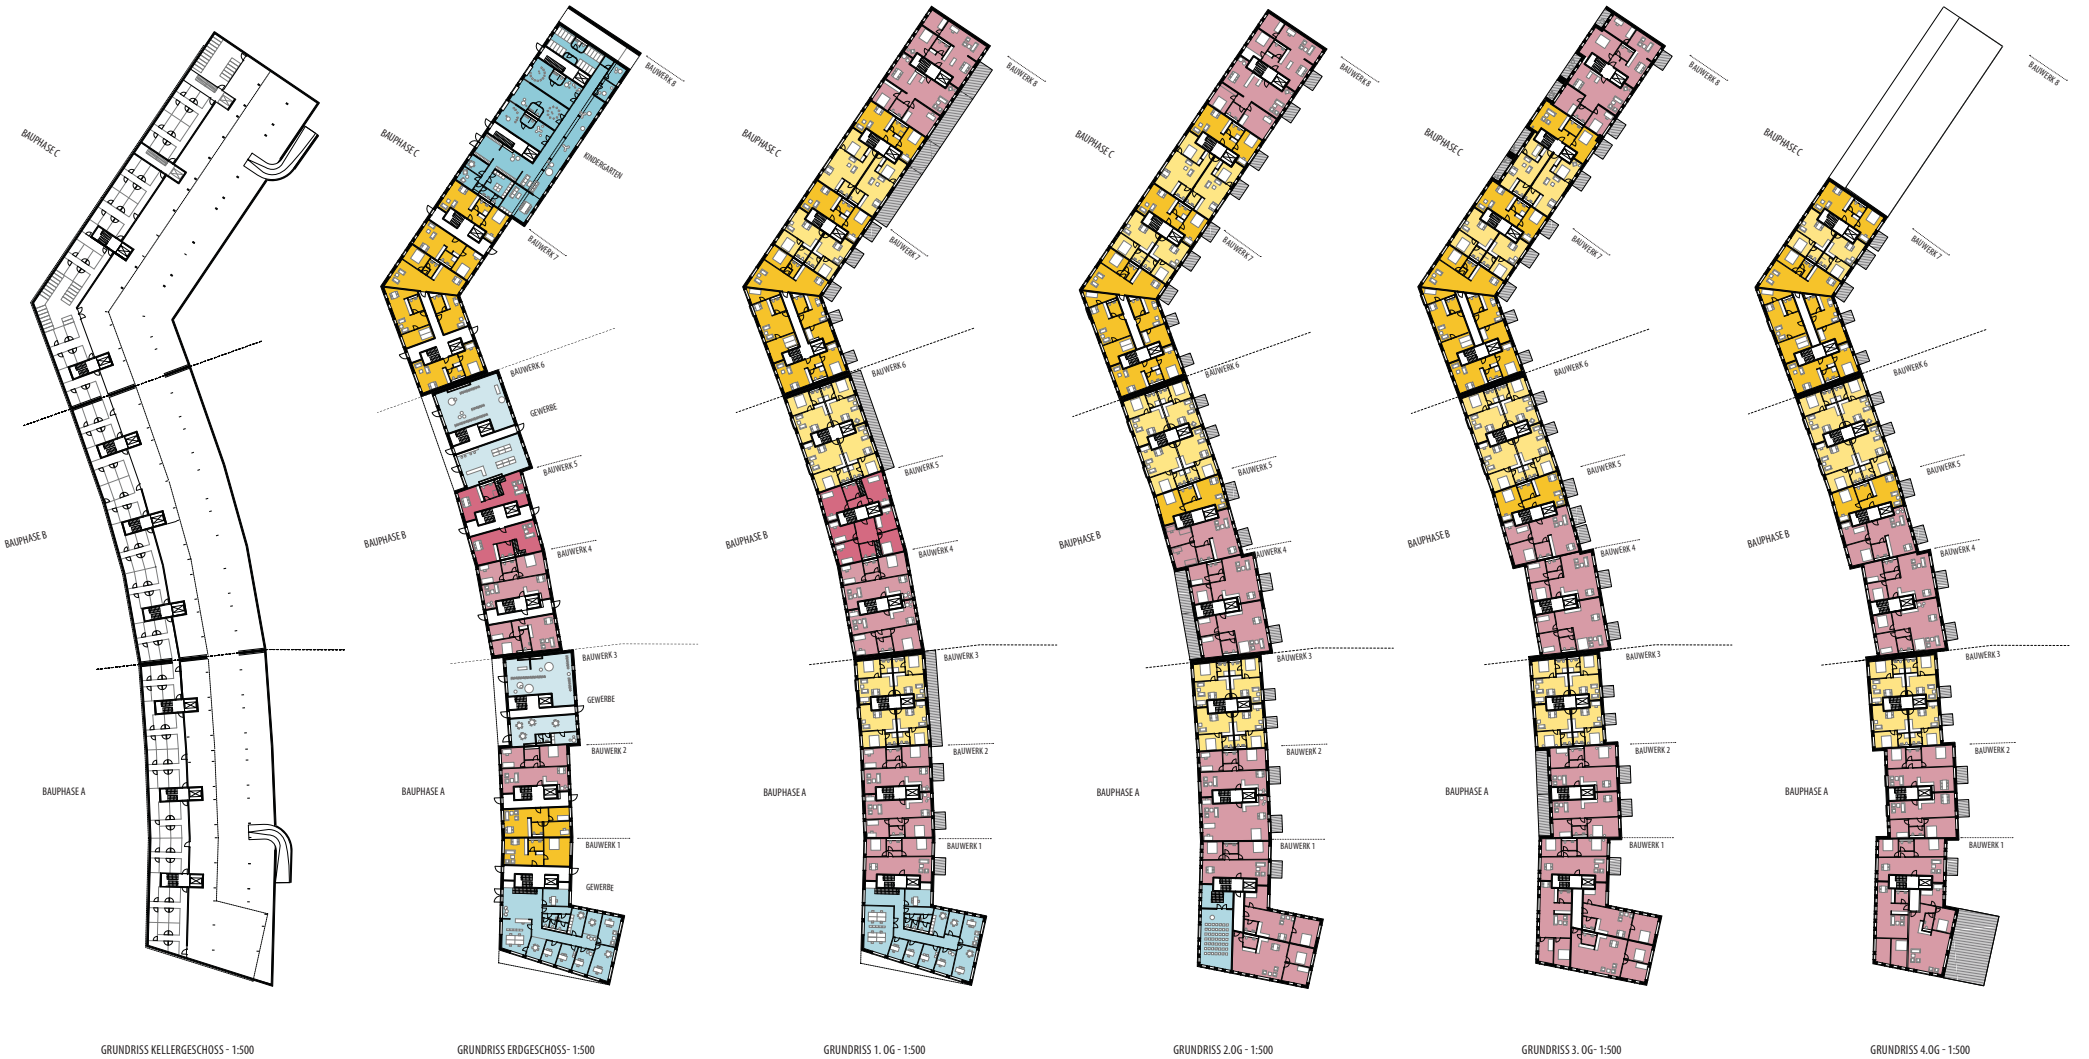 BAUPHASE C
BAUPHASE B
BAUPHASE A
GRUNDRISS KELLERGESCHOSS - 1:500
BAUWERK 8
BAUPHASE C
KINDERGARTEN
BAUWERK 7
BAUWERK 6
GEWERBE
BAUWERK 5
BAUPHASE B
BAUWERK 4
BAUWERK 3
GEWERBE
BAUWERK 2
BAUPHASE A
BAUWERK 1
GEWERBE
GRUNDRISS ERDGESCHOSS- 1:500
BAUWERK 8
BAUPHASE C
BAUWERK 7
BAUWERK 6
BAUWERK 5
BAUPHASE B
BAUWERK 4
BAUWERK 3
BAUWERK 2
BAUPHASE A
BAUWERK 1
GRUNDRISS 1. OG - 1:500
BAUWERK 8
BAUPHASE C
BAUWERK 7
BAUWERK 6
BAUWERK 5
BAUPHASE B
BAUWERK 4
BAUWERK 3
BAUWERK 2
BAUPHASE A
BAUWERK 1
GRUNDRISS 2.OG - 1:500
BAUWERK 8
BAUPHASE C
BAUWERK 7
BAUWERK 6
BAUWERK 5
BAUPHASE B
BAUWERK 4
BAUWERK 3
BAUWERK 2
BAUPHASE A
BAUWERK 1
GRUNDRISS 3. OG- 1:500
BAUWERK 8
BAUPHASE C
BAUWERK 7
BAUWERK 6
BAUWERK 5
BAUPHASE B
BAUWERK 4
BAUWERK 3
BAUWERK 2
BAUPHASE A
BAUWERK 1
GRUNDRISS 4.OG - 1:500